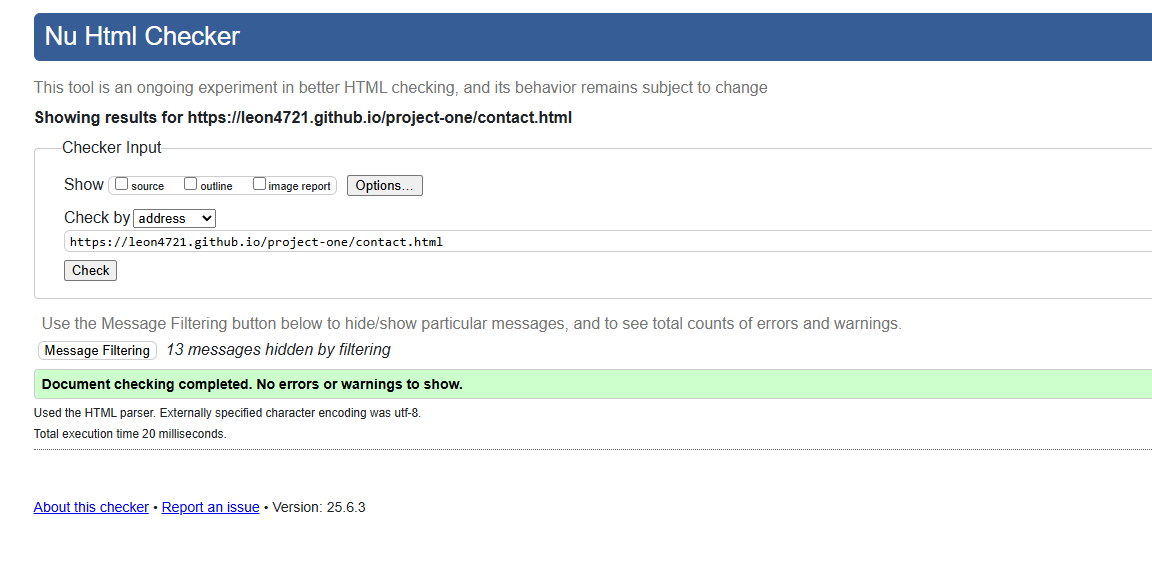 Nu Html Checker
This tool is an ongoing experiment in better HTML checking, and its behavior remains subject to change
Showing results for https://leon4721.github.io/project-one/contact.html
Checker Input
Show source outline image report Options...
Check by address
https://leon4721.github.io/project-one/contact.html
Check
Use the Message Filtering button below to hide/show particular messages, and to see total counts of errors and warnings.
Message Filtering 13 messages hidden by filtering
Document checking completed. No errors or warnings to show.
Used the HTML parser. Externally specified character encoding was utf-8.
Total execution time 20 milliseconds.
About this checker • Report an issue • Version: 25.6.3